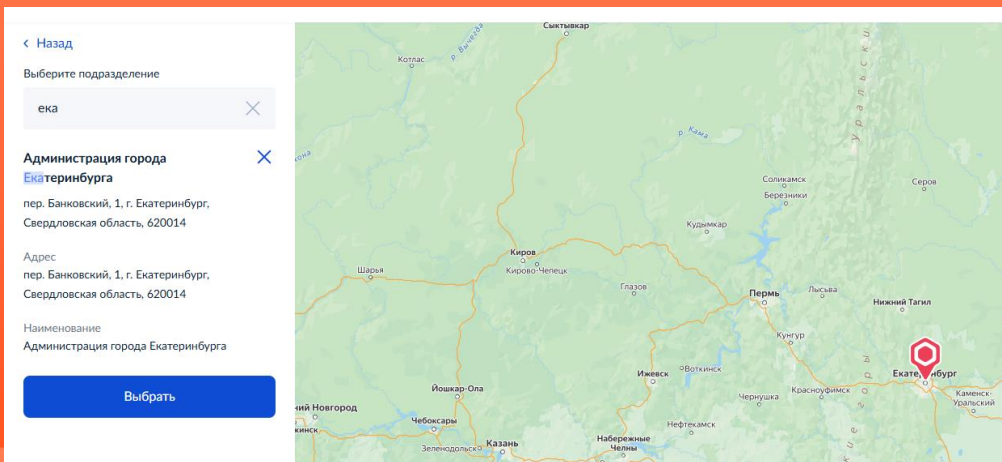 Назад
Выберите подразделение
ека
Администрация города
Екатеринбурга
пер. Банковский, 1, г. Екатеринбург,
Свердловская область, 620014
Адрес
пер. Банковский, 1, г. Екатеринбург,
Свердловская область, 620014
Наименование
Администрация города Екатеринбурга
Выбрать
Сыктывкар
Котлас
р. Вычегда
р. Кама
Соликамск
Березники
Серов
Кудымкар
Киров
Кирово-Чепецк
Шарья
Глазов
Пермь
Лысьва
Нижний Тагил
Кунгур
Ижевск
Воткинск
Чернушка
Красноуфимск
Каменск-
Уральский
Йошкар-Ола
ний Новгород
Чебоксары
Нефтекамск
Зеленодольск
Казань
Набережные
Челны